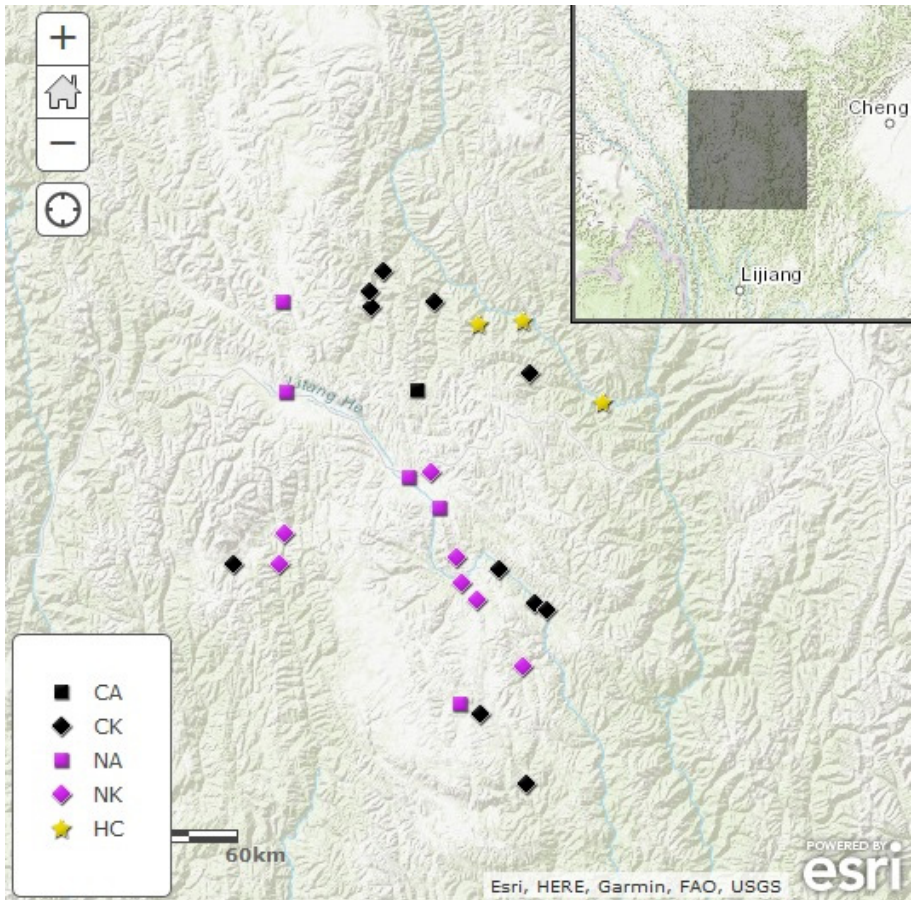 +
−
Cheng
Lijiang
Litang He
CA
CK
NA
NK
HC
60km
Esri, HERE, Garmin, FAO, USGS
POWERED BY
esri